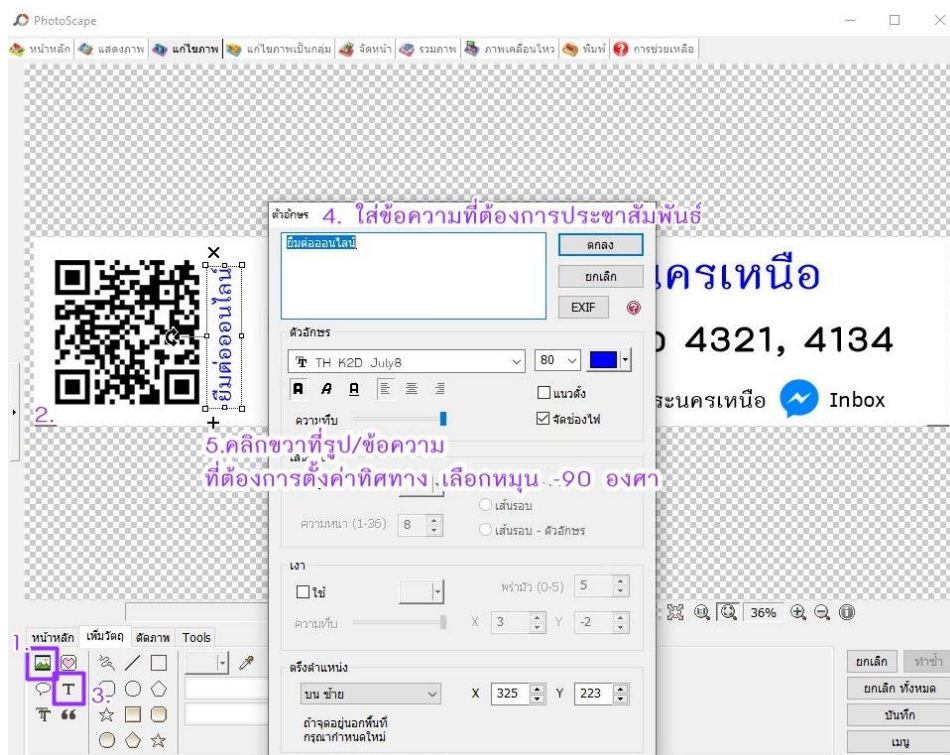 PhotoScape
หน้าหลัก แสดงภาพ แก้ไขภาพ แก้ไขภาพเป็นกลุ่ม จัดหน้า รวมภาพ ภาพเคลื่อนไหว พิมพ์ การช่วยเหลือ
ตัวอักษร 4. ใส่ข้อความที่ต้องการประชาสัมพันธ์
ยืมต่อออนไลน์
ตกลง
ยกเลิก
EXIF
ยืมต่อออนไลน์
นครเหนือ
4321, 4134
ระนครเหนือ Inbox
2.
ตัวอักษร
TH K2D July8 80
แนวตั้ง
ความทึบ จัดช่องไฟ
5.คลิกขวาที่รูป/ข้อความ
ที่ต้องการตั้งค่าทิศทาง เลือกหมุน -90 องศา
เส้นรอบ
ความหนา (1-36) 8
เส้นรอบ - ตัวอักษร
เงา
ใช่ พร่ามัว (0-5) 5
ความทึบ X 3 Y -2
36%
1.
หน้าหลัก เพิ่มวัตถุ ตัดภาพ Tools
3.
ตรึงตำแหน่ง
บน ซ้าย X 325 Y 223
ถ้าจุดอยู่นอกพื้นที่
กรุณากำหนดใหม่
ยกเลิก ทำซ้ำ
ยกเลิก ทั้งหมด
บันทึก
เมนู